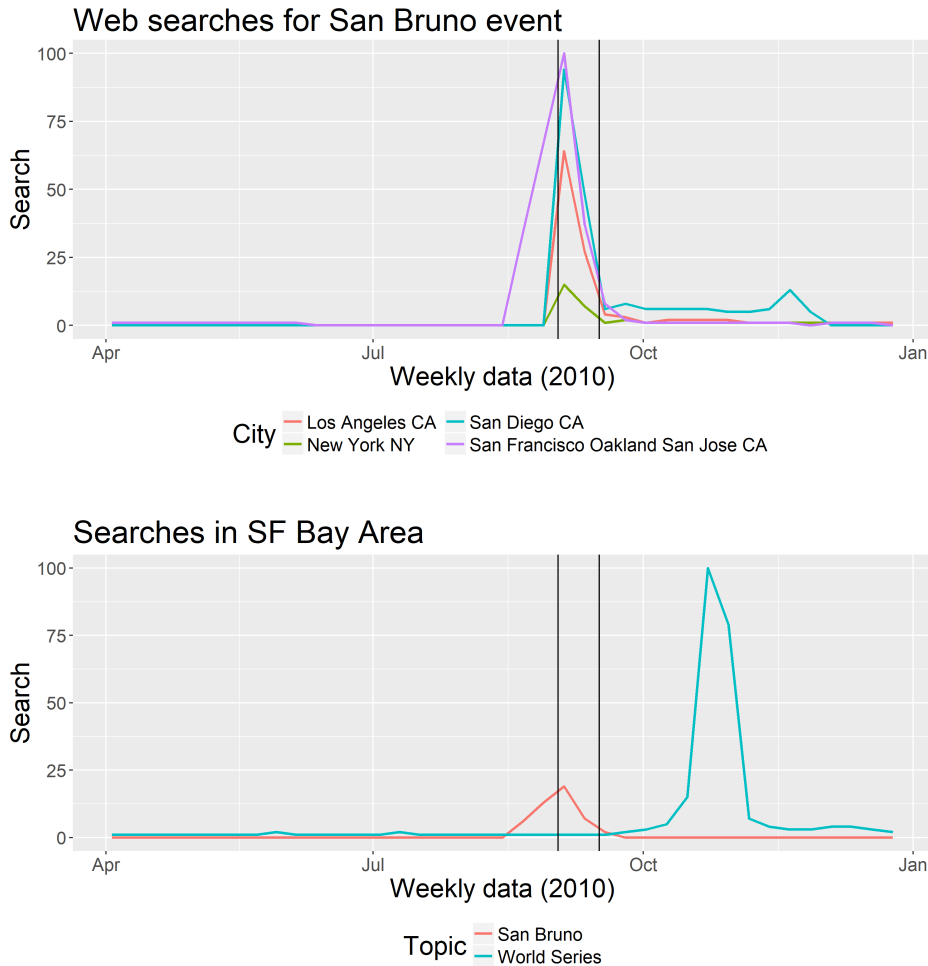 Web searches for San Bruno event
100
75
50
25
0
Search
Apr
Jul
Oct
Jan
Weekly data (2010)
City
Los Angeles CA
San Diego CA
New York NY
San Francisco Oakland San Jose CA
Searches in SF Bay Area
100
75
50
25
0
Search
Apr
Jul
Oct
Jan
Weekly data (2010)
Topic
San Bruno
World Series